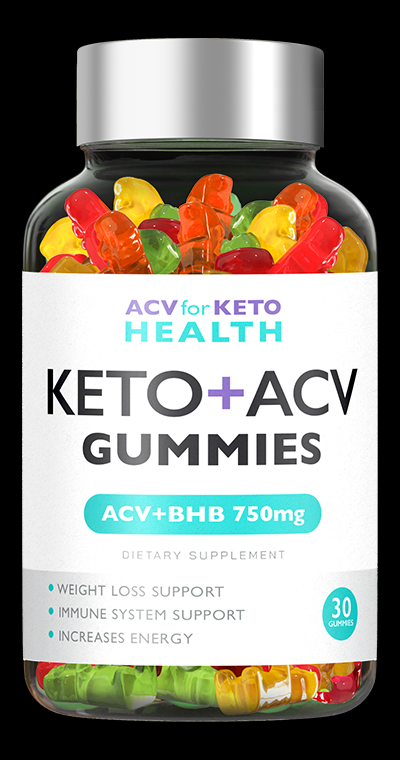 ACV for KETO
HEALTH
KETO+ACV
GUMMIES
ACV+BHB 750mg
DIETARY SUPPLEMENT
• WEIGHT LOSS SUPPORT
• IMMUNE SYSTEM SUPPORT
• INCREASES ENERGY
30
GUMMIES